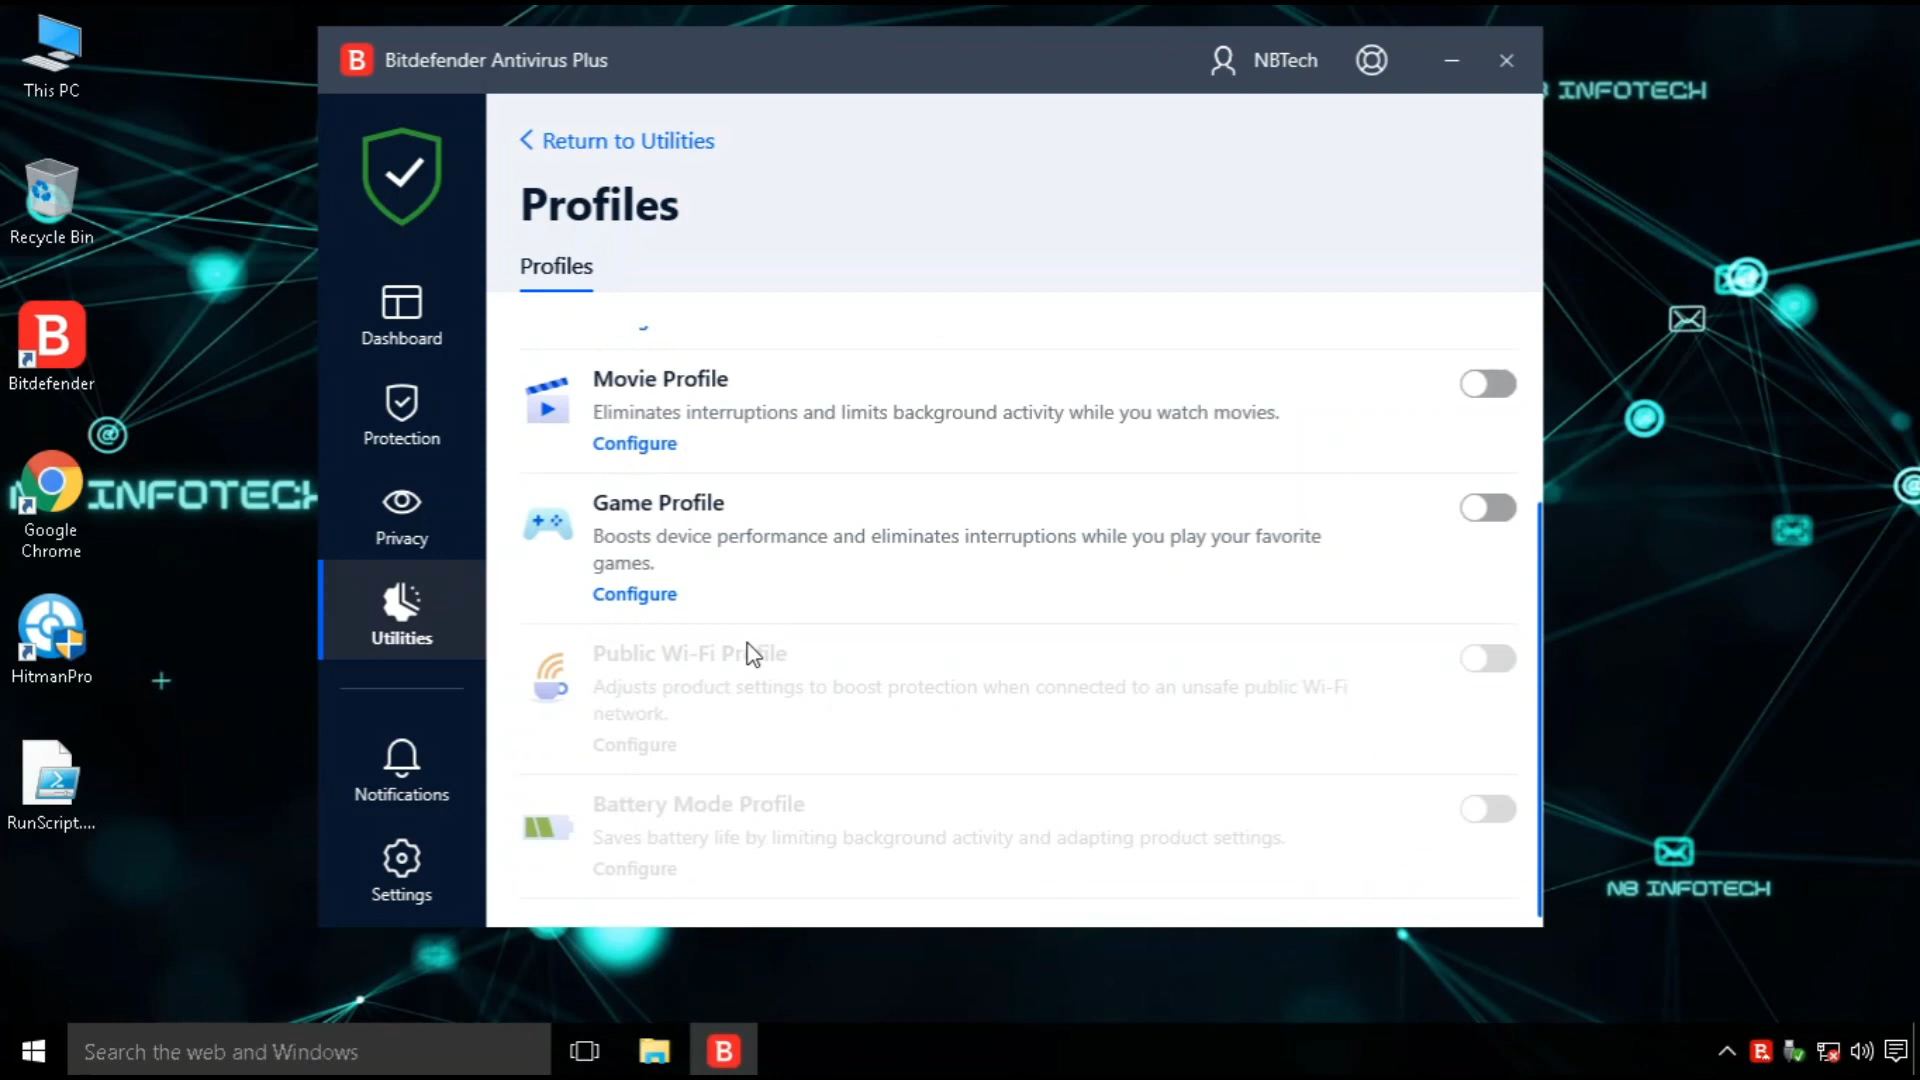 This PC
Recycle Bin
Bitdefender
Google
Chrome
HitmanPro
RunScript....
INFOTECH
B Bitdefender Antivirus Plus
NBTech
INFOTECH
Dashboard
Protection
Privacy
Utilities
Notifications
Settings
Return to Utilities
Profiles
Profiles
Movie Profile
Eliminates interruptions and limits background activity while you watch movies.
Configure
Game Profile
Boosts device performance and eliminates interruptions while you play your favorite
games.
Configure
Public Wi-Fi Profile
Adjusts product settings to boost protection when connected to an unsafe public Wi-Fi
network.
Configure
Battery Mode Profile
Saves battery life by limiting background activity and adapting product settings.
Configure
NB INFOTECH
Search the web and Windows